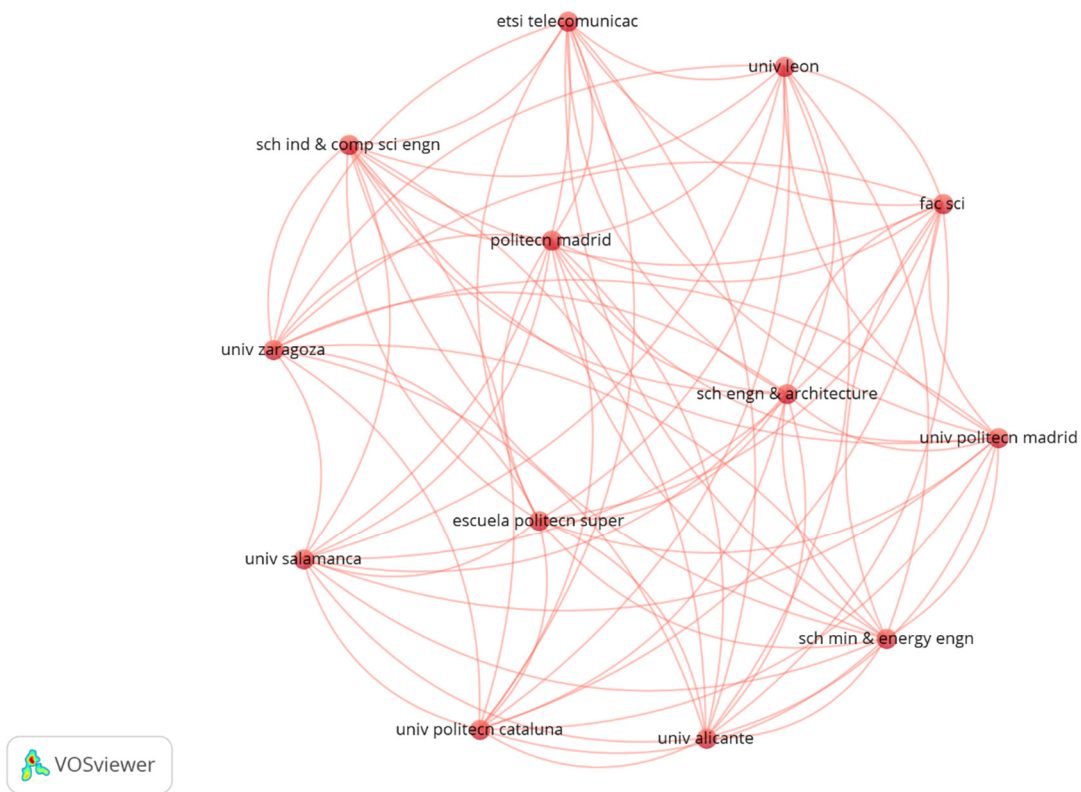 etsi telecomunicac
univ leon
sch ind & comp sci engn
fac sci
politecn madrid
univ zaragoza
sch engn & architecture
univ politecn madrid
escuela politecn super
univ salamanca
sch min & energy engn
univ politecn cataluna
univ alicante
VOSviewer